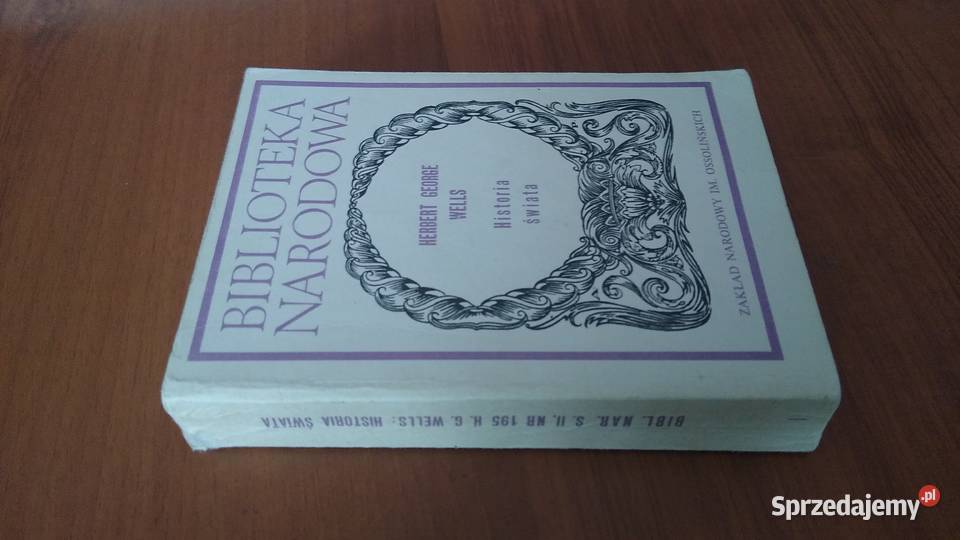 BIBLIOTEKA
NARODOWA
HERBERT GEORGE
WELLS
Historia
świata
ZAKŁAD NARODOWY IM. OSSOLIŃSKICH
BIBL. NAR. S. II, NR 195 H. G. WELLS: HISTORIA ŚWIATA
Sprzedajemy.pl